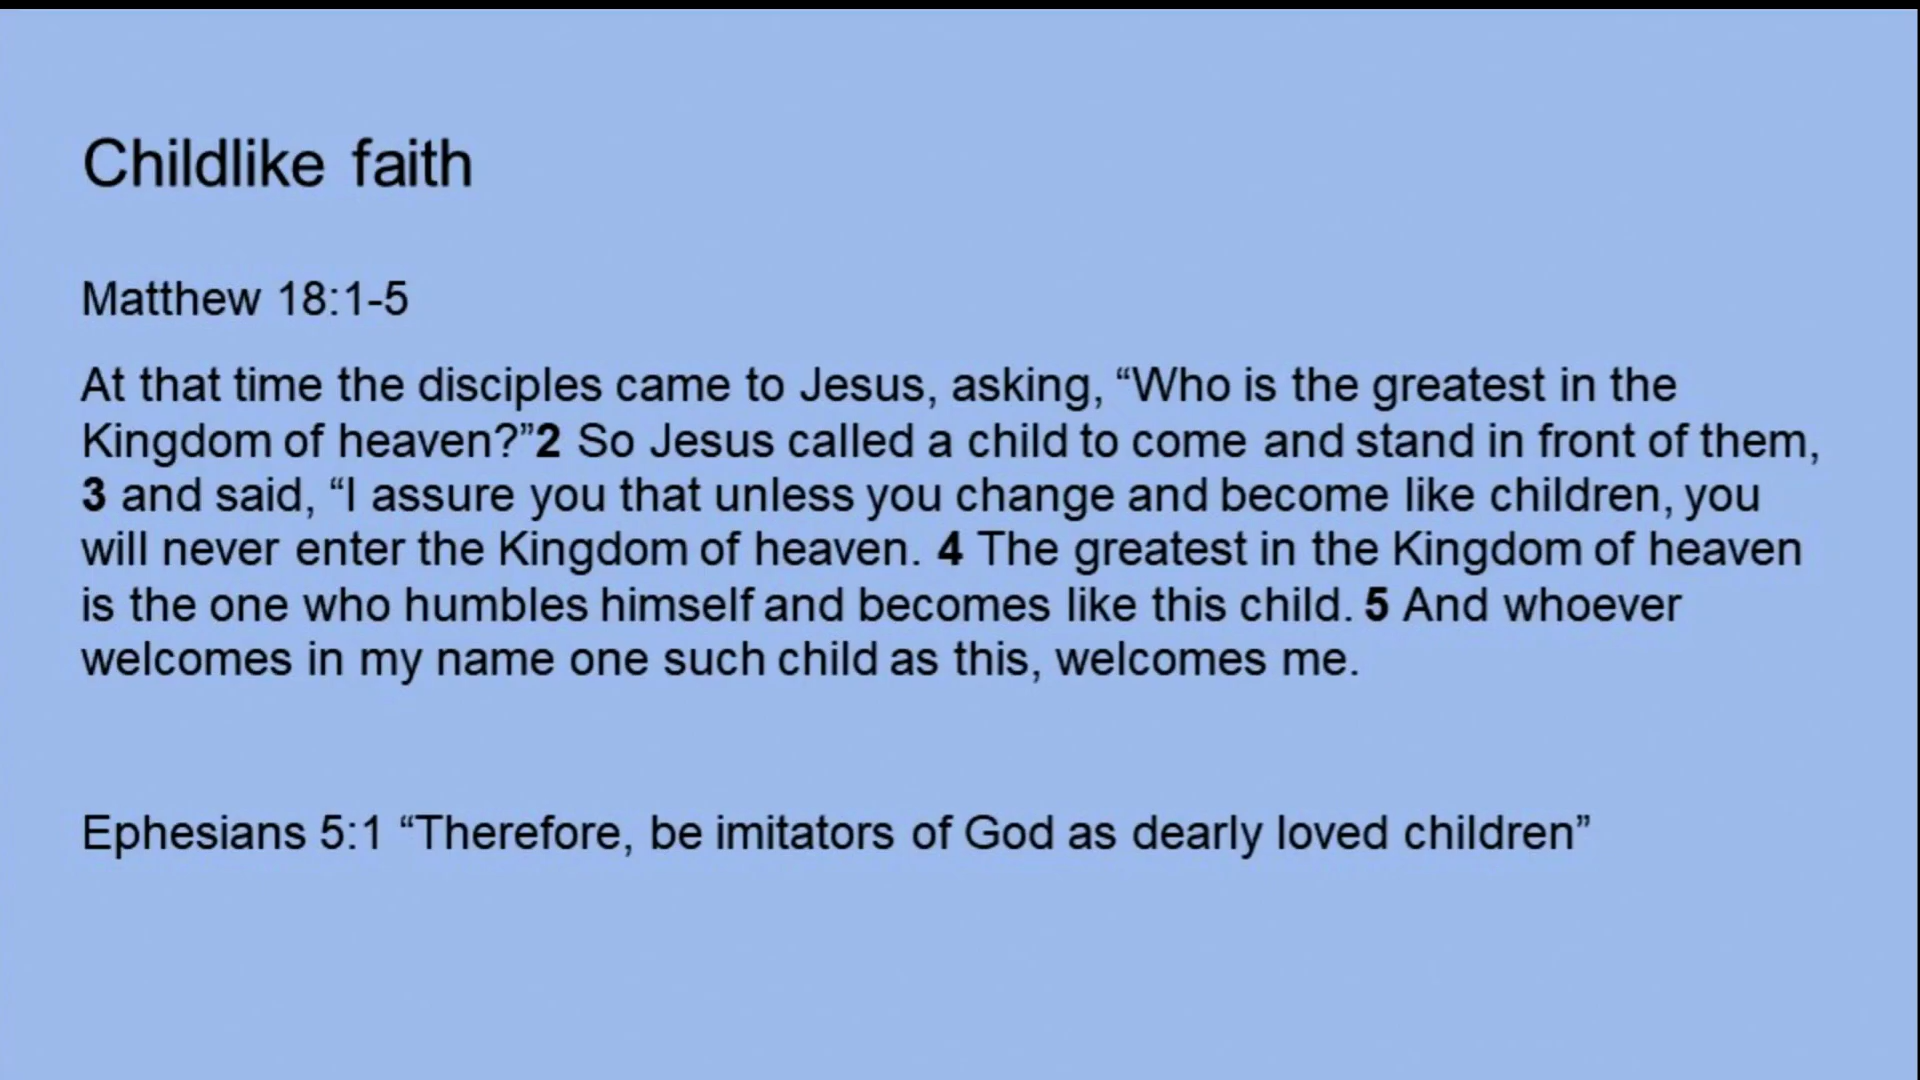 Childlike faith
Matthew 18:1-5
At that time the disciples came to Jesus, asking, “Who is the greatest in the
Kingdom of heaven?”2 So Jesus called a child to come and stand in front of them,
3 and said, “I assure you that unless you change and become like children, you
will never enter the Kingdom of heaven. 4 The greatest in the Kingdom of heaven
is the one who humbles himself and becomes like this child. 5 And whoever
welcomes in my name one such child as this, welcomes me.
Ephesians 5:1 “Therefore, be imitators of God as dearly loved children”